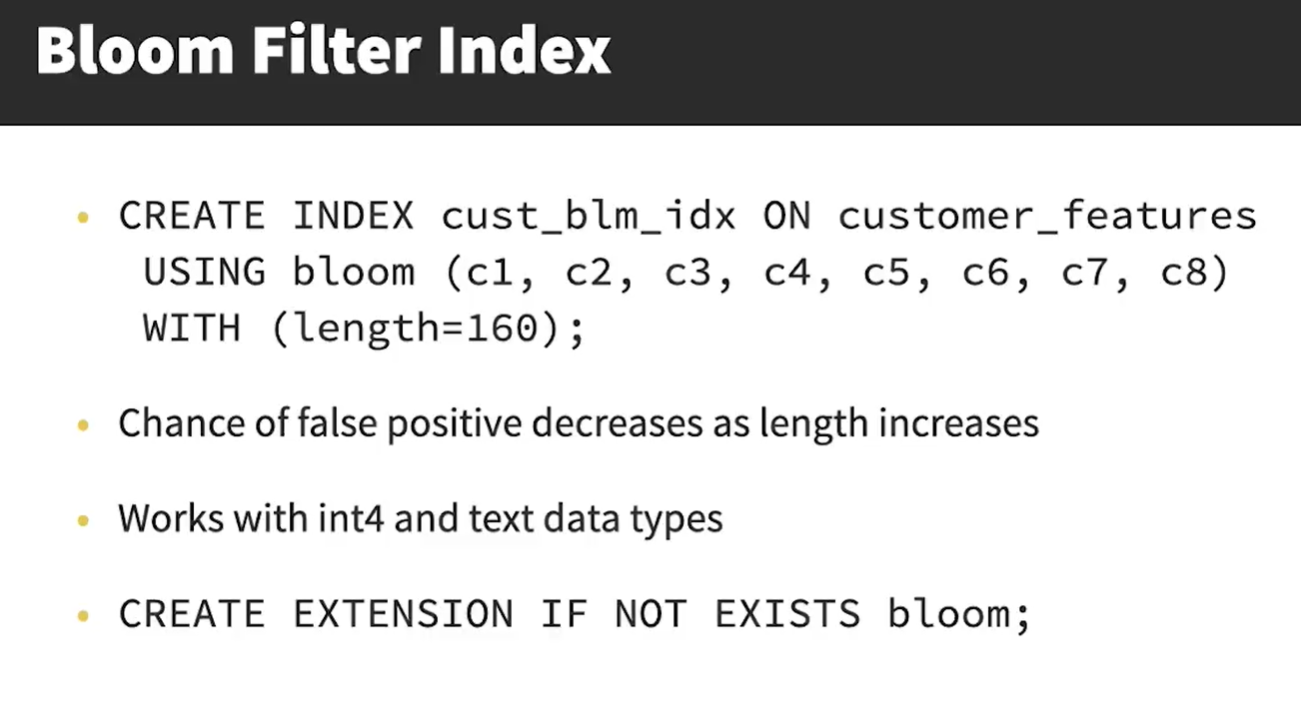 Bloom Filter Index
• CREATE INDEX cust_blm_idx ON customer_features
USING bloom (c1, c2, c3, c4, c5, c6, c7, c8)
WITH (length=160);
• Chance of false positive decreases as length increases
• Works with int4 and text data types
• CREATE EXTENSION IF NOT EXISTS bloom;